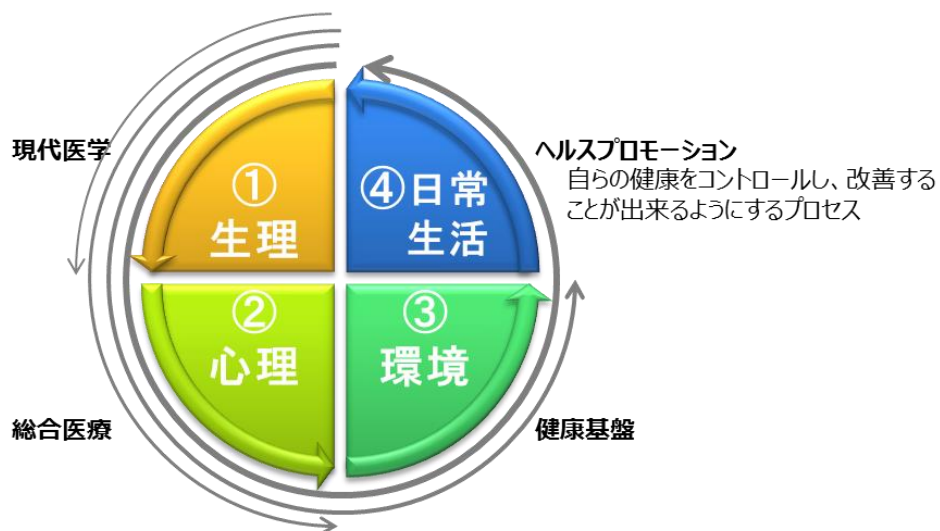 現代医学
①
生理
④日常
生活
ヘルスプロモーション
自らの健康をコントロールし、改善する
ことが出来るようにするプロセス
②
心理
③
環境
総合医療
健康基盤